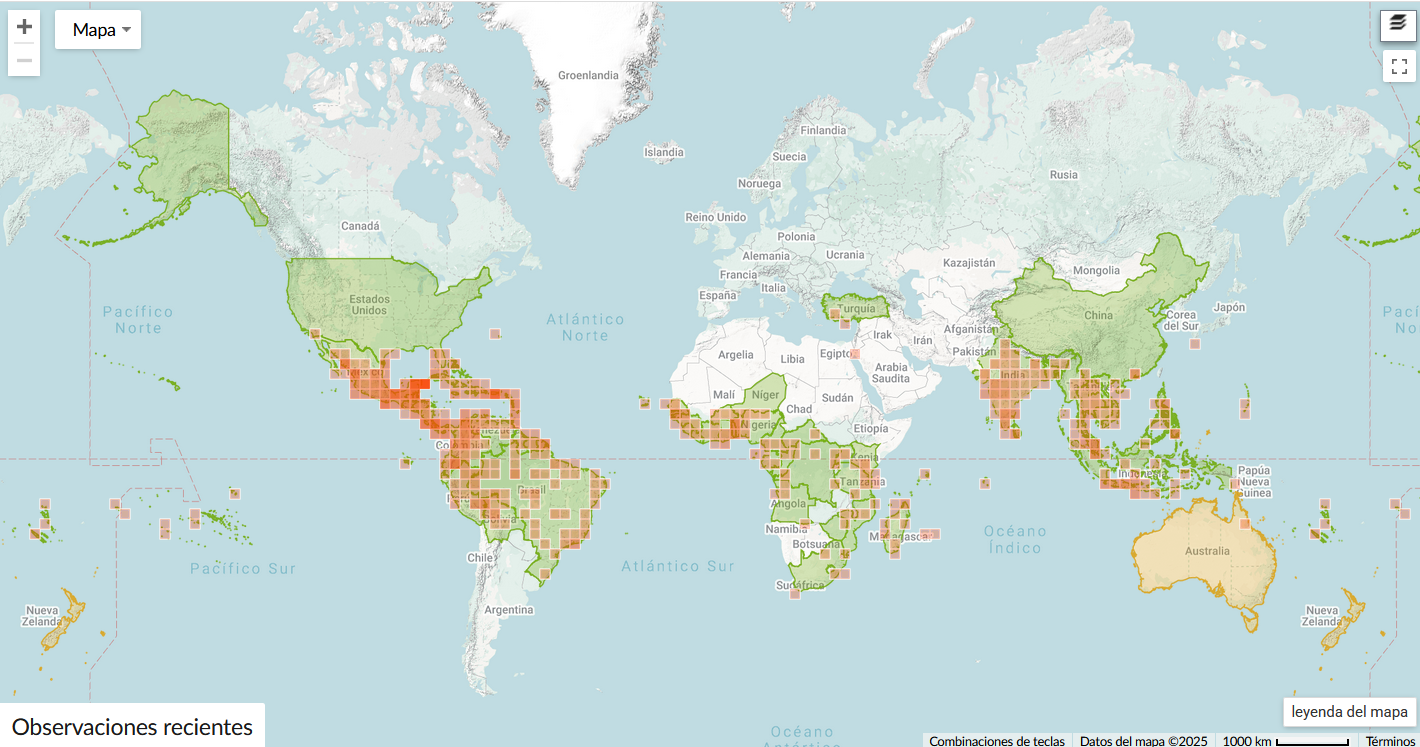 +
Mapa
−
Groenlandia
Finlandia
Islandia
Suecia
Noruega
Rusia
Reino Unido
Canadá
Polonia
Ucrania
Alemania
Kazajistán
Francia
Mongolia
Italia
España
Estados
Unidos
Turquía
China
Japón
Corea
del Sur
Pacífico
Norte
Atlántico
Norte
Pací
No
Irak
Afganistán
Irán
Argelia
Libia
Egipto
Pakistán
Arabia
Saudita
India
México
Malí
Níger
Sudán
Chad
Nigeria
Etiopía
Brasil
Tanzania
Indonesia
Papúa
Nueva
Guinea
Angola
Namibia
Botsuana
Madagascar
Océano
Índico
Australia
Chile
Pacífico Sur
Atlántico Sur
Sudáfrica
Nueva
Zelanda
Nueva
Zelanda
Argentina
Observaciones recientes
leyenda del mapa
Océano
Antártico
Combinaciones de teclas
Datos del mapa ©2025
1000 km
Términos